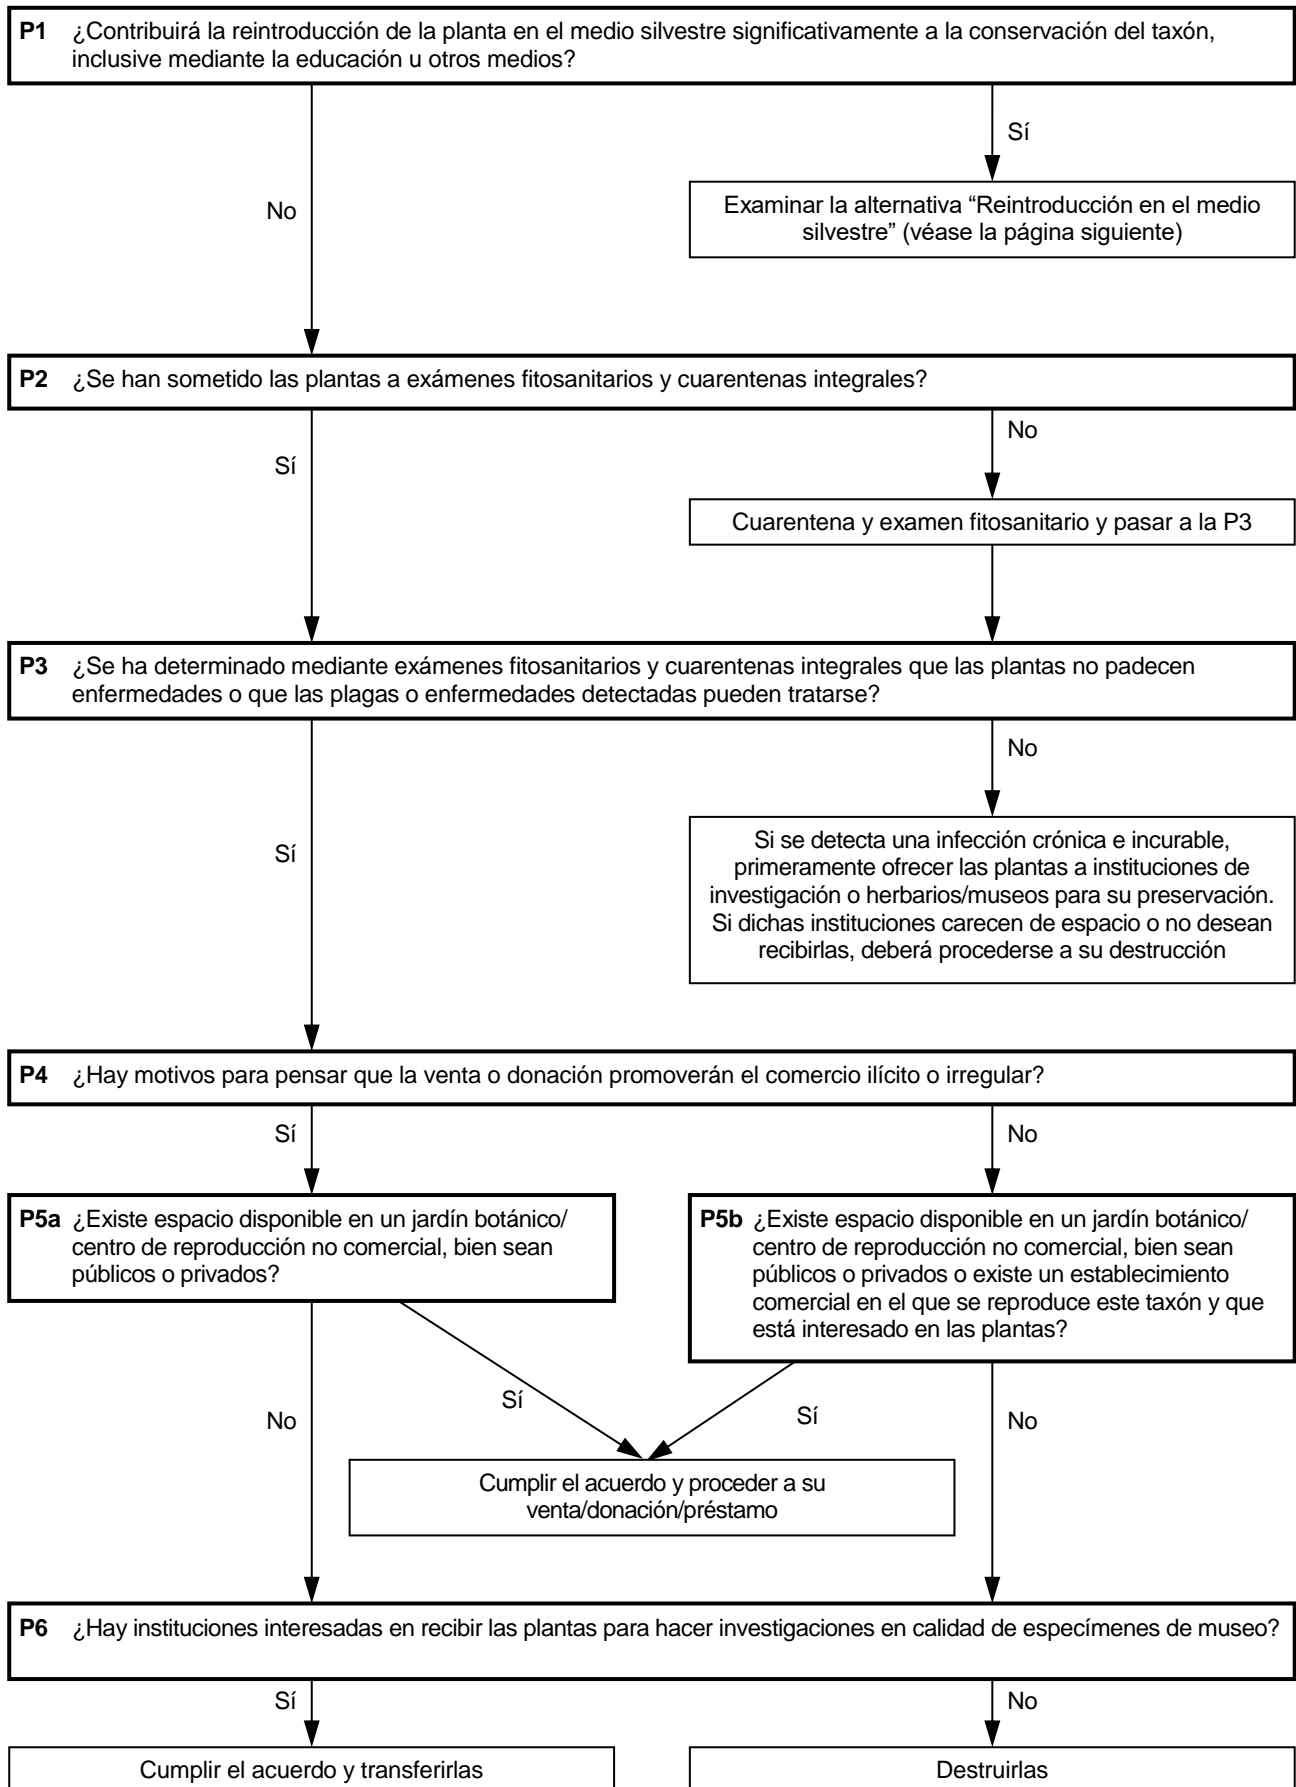 P1 ¿Contribuirá la reintroducción de la planta en el medio silvestre significativamente a la conservación del taxón,
inclusive mediante la educación u otros medios?
Sí
No
Examinar la alternativa “Reintroducción en el medio
silvestre” (véase la página siguiente)
P2 ¿Se han sometido las plantas a exámenes fitosanitarios y cuarentenas integrales?
No
Sí
Cuarentena y examen fitosanitario y pasar a la P3
P3 ¿Se ha determinado mediante exámenes fitosanitarios y cuarentenas integrales que las plantas no padecen
enfermedades o que las plagas o enfermedades detectadas pueden tratarse?
No
Sí
Si se detecta una infección crónica e incurable,
primeramente ofrecer las plantas a instituciones de
investigación o herbarios/museos para su preservación.
Si dichas instituciones carecen de espacio o no desean
recibirlas, deberá procederse a su destrucción
P4 ¿Hay motivos para pensar que la venta o donación promoverán el comercio ilícito o irregular?
Sí
No
P5a ¿Existe espacio disponible en un jardín botánico/
centro de reproducción no comercial, bien sean
públicos o privados?
P5b ¿Existe espacio disponible en un jardín botánico/
centro de reproducción no comercial, bien sean
públicos o privados o existe un establecimiento
comercial en el que se reproduce este taxón y que
está interesado en las plantas?
No
Sí
Sí
No
Cumplir el acuerdo y proceder a su
venta/donación/préstamo
P6 ¿Hay instituciones interesadas en recibir las plantas para hacer investigaciones en calidad de especímenes de museo?
Sí
No
Cumplir el acuerdo y transferirlas
Destruirlas